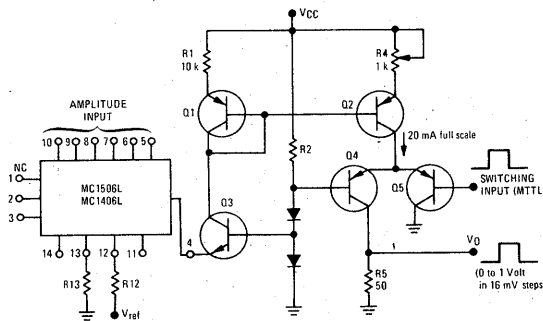 VCC
R1
10 k
R4
1 k
Q1
Q2
AMPLITUDE
INPUT
20 mA full scale
10 9 8 7 6 5
R2
Q4
Q5
NC
1
2
3
MC1506L
MC1406L
SWITCHING
INPUT (MTTL
Q3
4
14 13 12 11
VO
R13
R12
R5
50
(0 to 1 Volt
in 16 mV steps
Vref